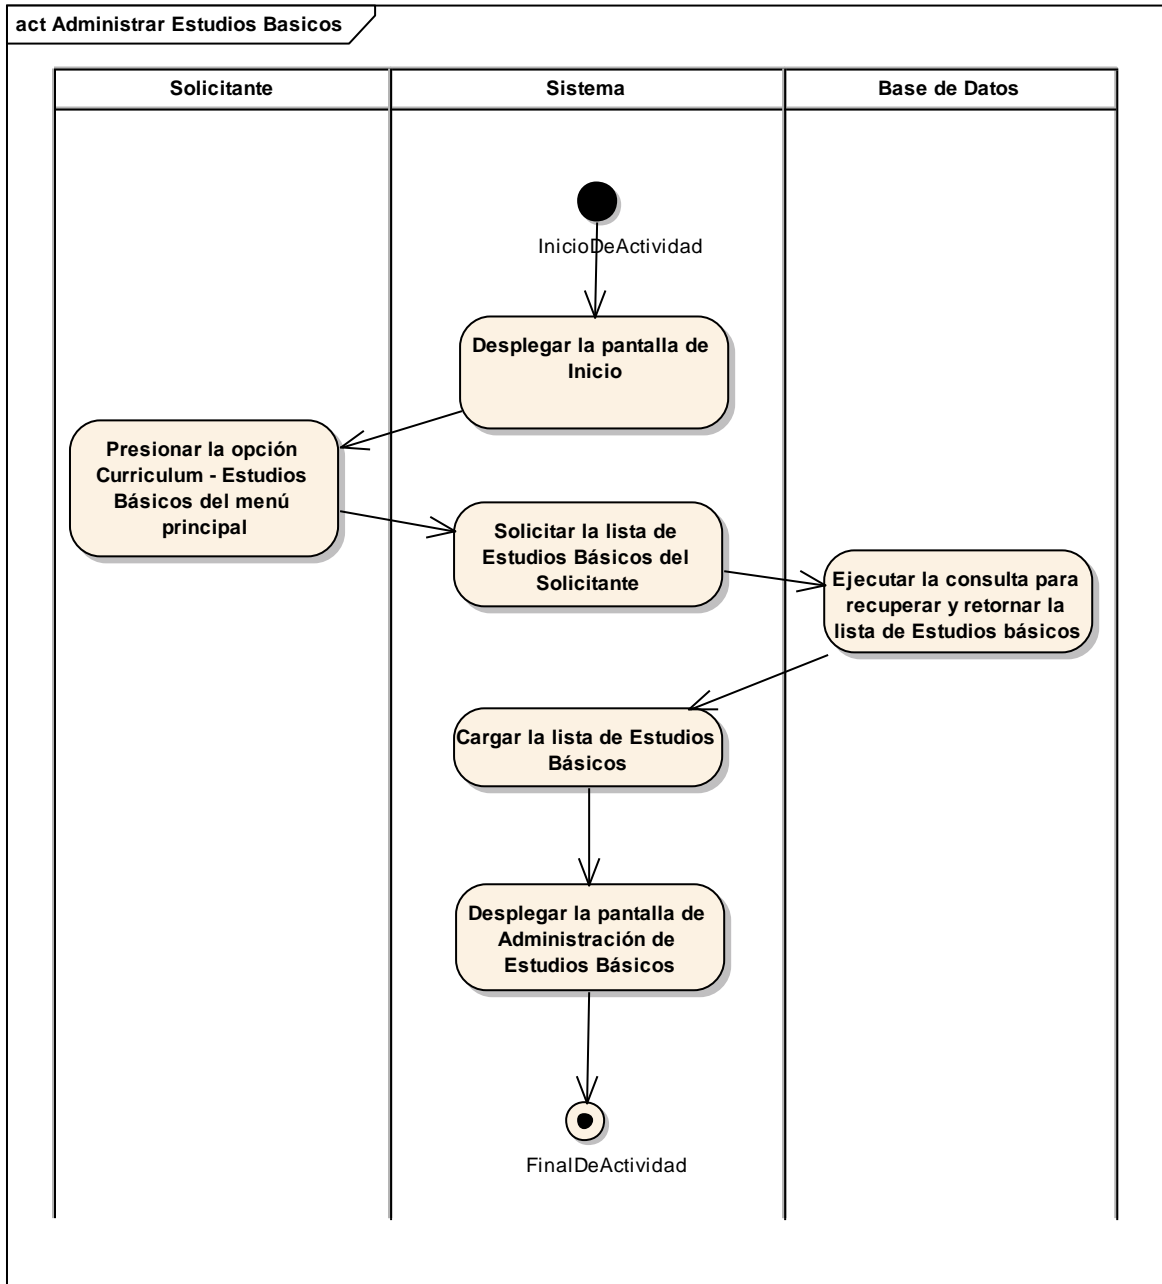 act Administrar Estudios Basicos
Solicitante
Sistema
Base de Datos
InicioDeActividad
Desplegar la pantalla de
Inicio
Presionar la opción
Curriculum - Estudios
Básicos del menú
principal
Solicitar la lista de
Estudios Básicos del
Solicitante
Ejecutar la consulta para
recuperar y retornar la
lista de Estudios básicos
Cargar la lista de Estudios
Básicos
Desplegar la pantalla de
Administración de
Estudios Básicos
FinalDeActividad